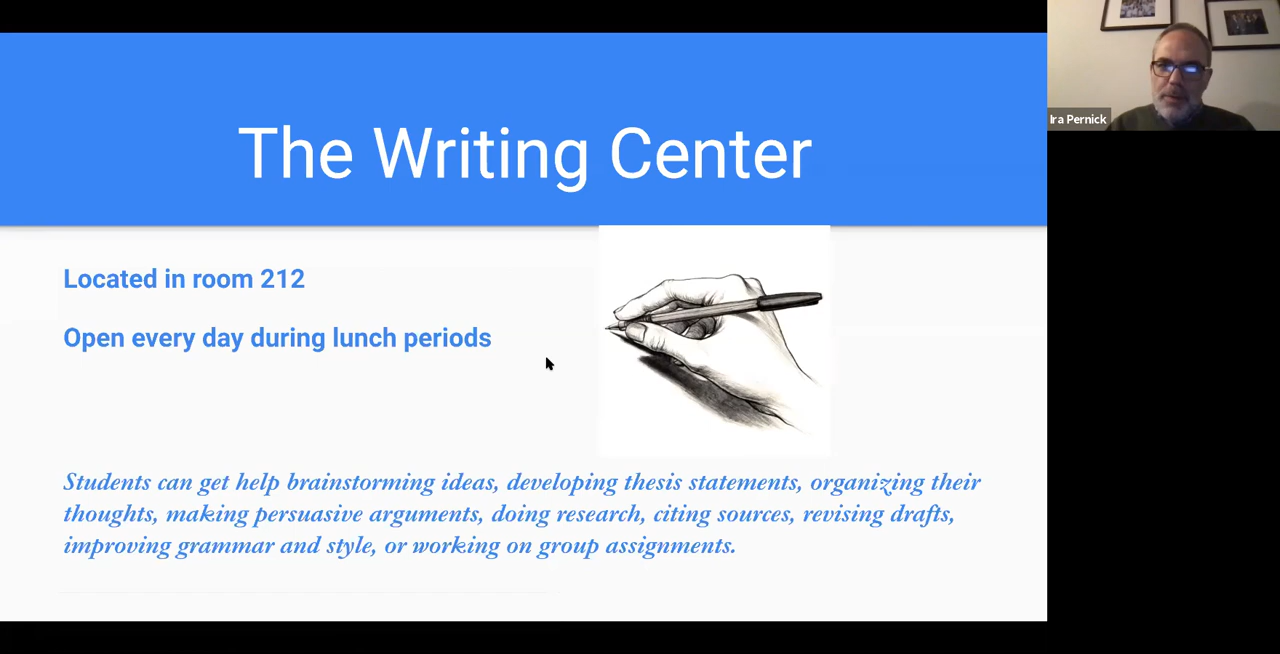 The Writing Center
Ira Pernick
Located in room 212
Open every day during lunch periods
Students can get help brainstorming ideas, developing thesis statements, organizing their
thoughts, making persuasive arguments, doing research, citing sources, revising drafts,
improving grammar and style, or working on group assignments.